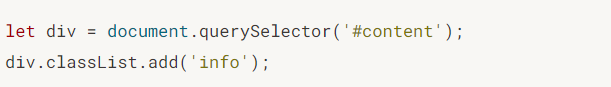 let div = document.querySelector('#content');
div.classList.add('info');